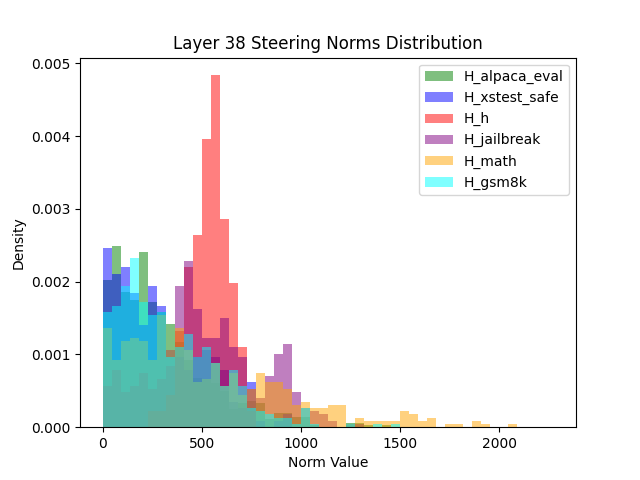 Layer 38 Steering Norms Distribution
0.005
0.004
0.003
0.002
0.001
0.000
Density
H_alpaca_eval
H_xstest_safe
H_h
H_jailbreak
H_math
H_gsm8k
0
500
1000
1500
2000
Norm Value